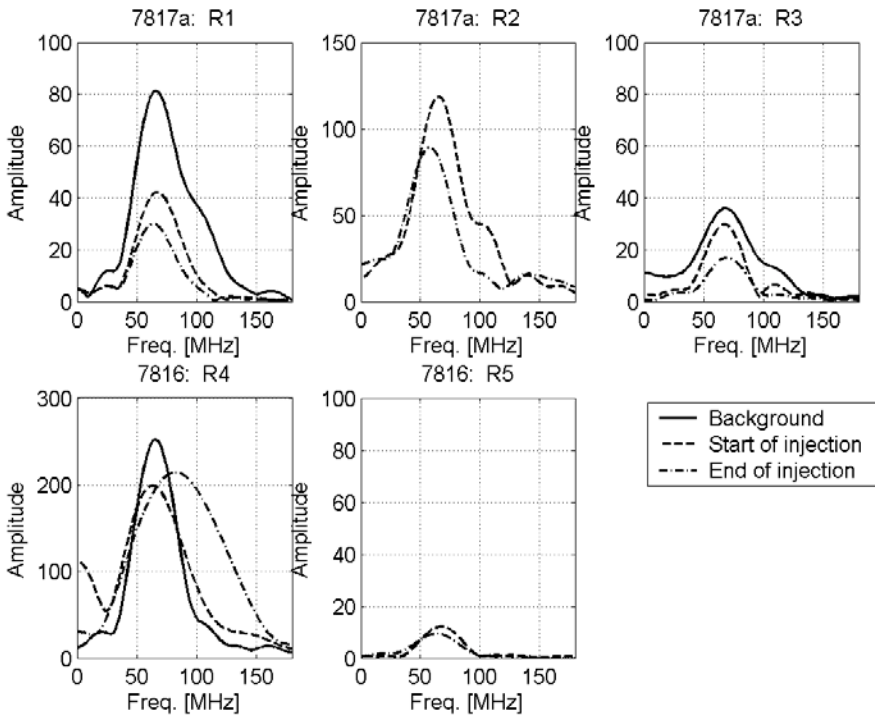 7817a: R1
100
80
60
40
20
0
Amplitude
0 50 100 150
Freq. [MHz]
7817a: R2
150
100
50
0
Amplitude
0 50 100 150
Freq. [MHz]
7817a: R3
100
80
60
40
20
0
Amplitude
0 50 100 150
Freq. [MHz]
7816: R4
300
200
100
0
Amplitude
0 50 100 150
Freq. [MHz]
7816: R5
100
80
60
40
20
0
Amplitude
0 50 100 150
Freq. [MHz]
Background
Start of injection
End of injection